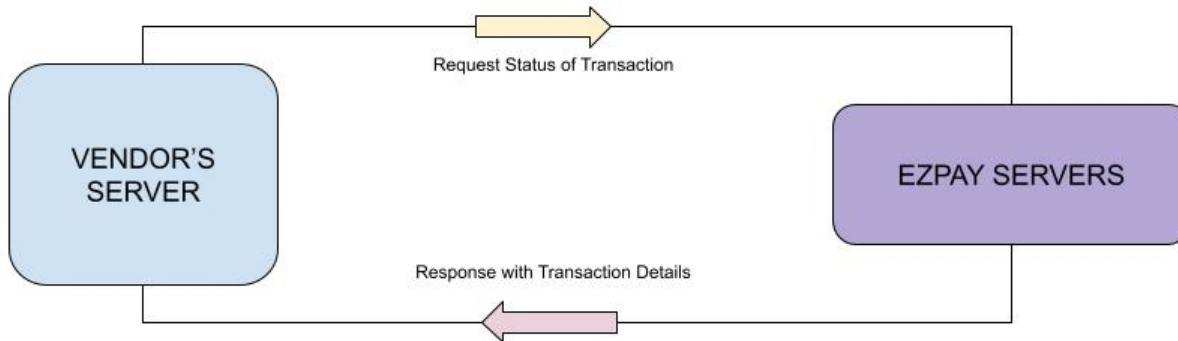 Request Status of Transaction
VENDOR'S
SERVER
EZPAY SERVERS
Response with Transaction Details